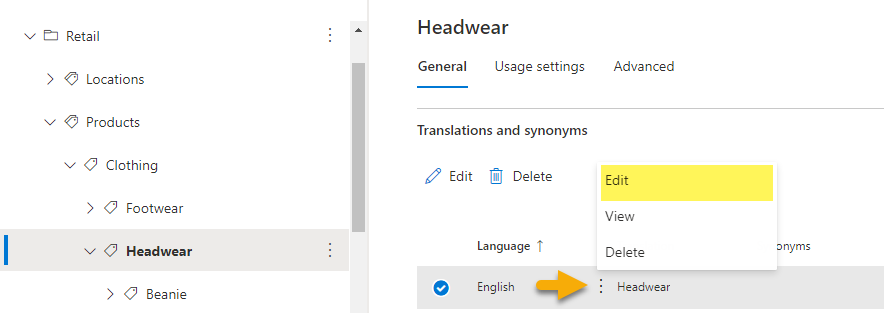 Retail
Locations
Products
Clothing
Footwear
Headwear
Beanie
Headwear
General Usage settings Advanced
Translations and synonyms
Edit Delete
Edit
View
Delete
Language ↑
English Headwear